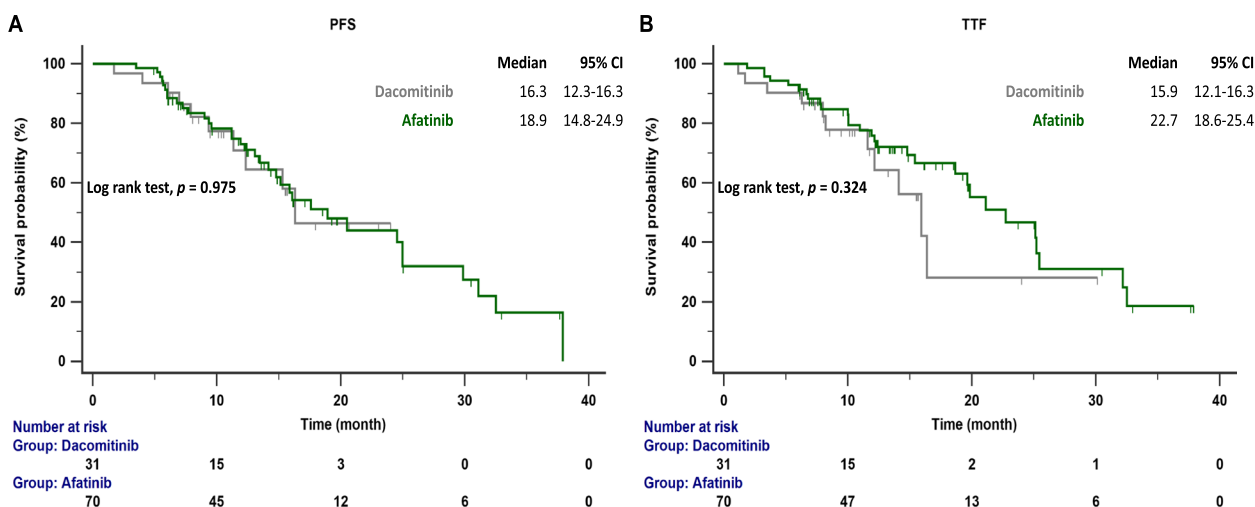 A
PFS
Median 95% CI
Dacomitinib 16.3 12.3-16.3
Afatinib 18.9 14.8-24.9
Log rank test, p = 0.975
Survival probability (%)
100
80
60
40
20
0
0 10 20 30 40
Time (month)
Number at risk
Group: Dacomitinib
31 15 3 0 0
Group: Afatinib
70 45 12 6 0
B
TTF
Median 95% CI
Dacomitinib 15.9 12.1-16.3
Afatinib 22.7 18.6-25.4
Log rank test, p = 0.324
Survival probability (%)
100
80
60
40
20
0
0 10 20 30 40
Time (month)
Number at risk
Group: Dacomitinib
31 15 2 1 0
Group: Afatinib
70 47 13 6 0